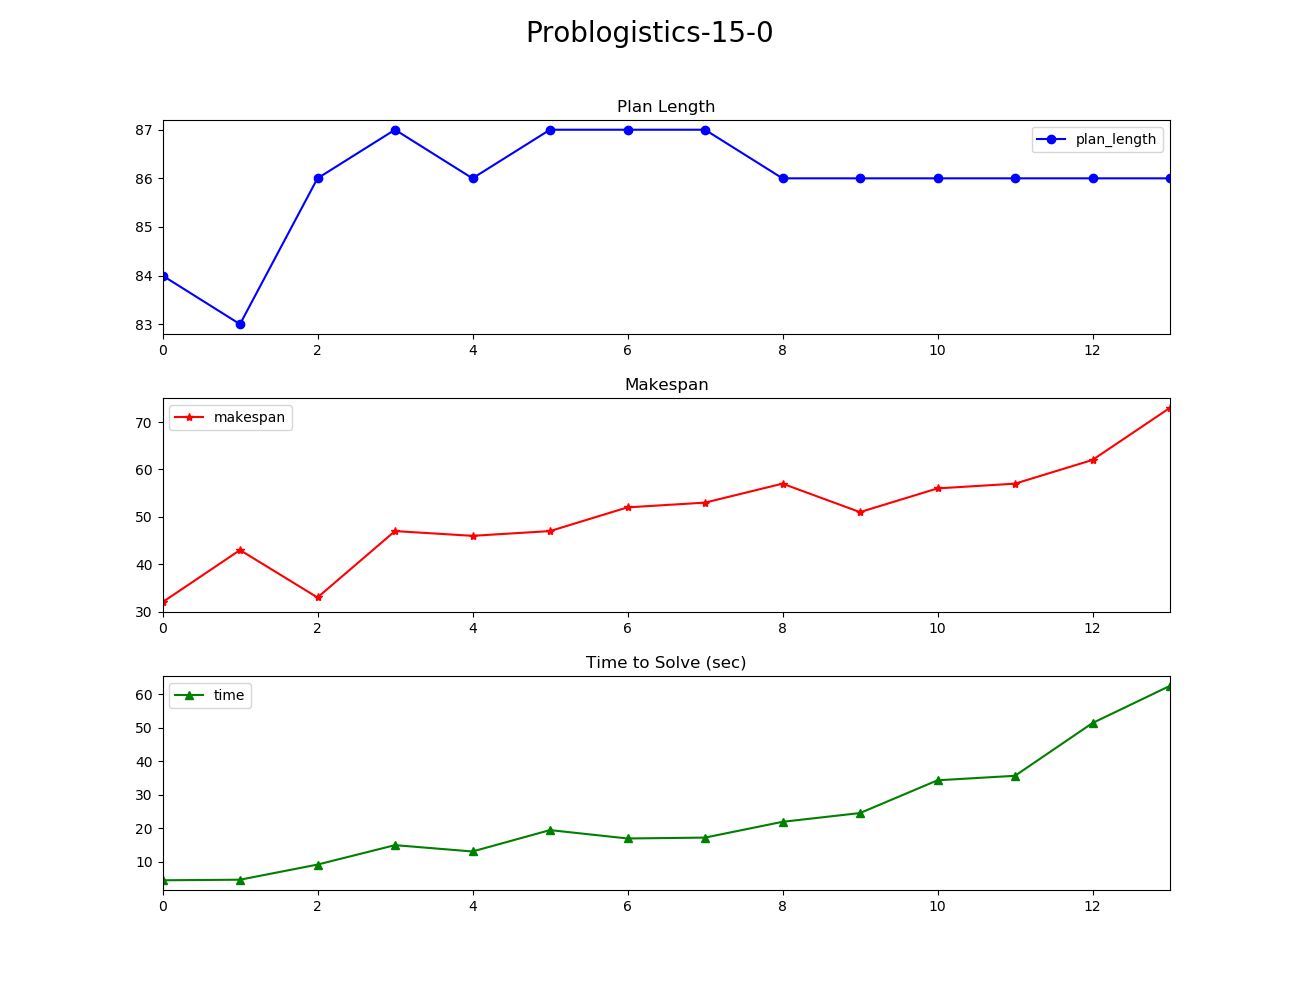 Problogistics-15-0
Plan Length
87
86
85
84
83
plan_length
0 2 4 6 8 10 12
Makespan
70
60
50
40
30
makespan
0 2 4 6 8 10 12
Time to Solve (sec)
60
50
40
30
20
10
time
0 2 4 6 8 10 12